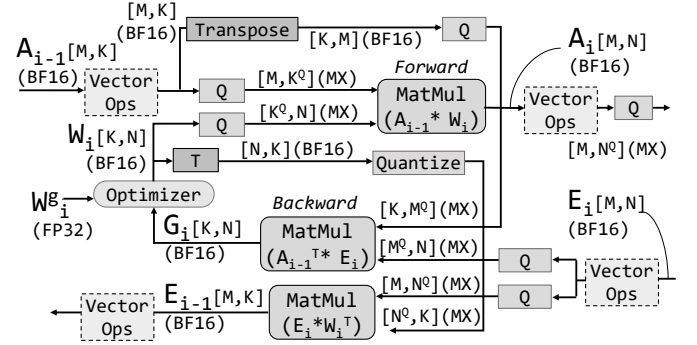 [M,K]
(BF16)
Transpose
[K,M](BF16)
Q
A_{i-1}[M,K]
(BF16)
Vector
Ops
Q
[M,K^Q](MX)
Forward
MatMul
(A_{i-1}* W_i)
A_i[M,N]
(BF16)
Vector
Ops
Q
[M,N^Q](MX)
Q
[K^Q,N](MX)
W_i[K,N]
(BF16)
T
[N,K](BF16)
Quantize
W^g_i
(FP32)
Optimizer
Backward
[K,M^Q](MX)
E_i[M,N]
(BF16)
G_i[K,N]
(BF16)
MatMul
(A_{i-1}^T* E_i)
[M^Q,N](MX)
Q
Vector
Ops
[M,N^Q](MX)
Q
Vector
Ops
E_{i-1}[M,K]
(BF16)
MatMul
(E_i*W_i^T)
[N^Q,K](MX)